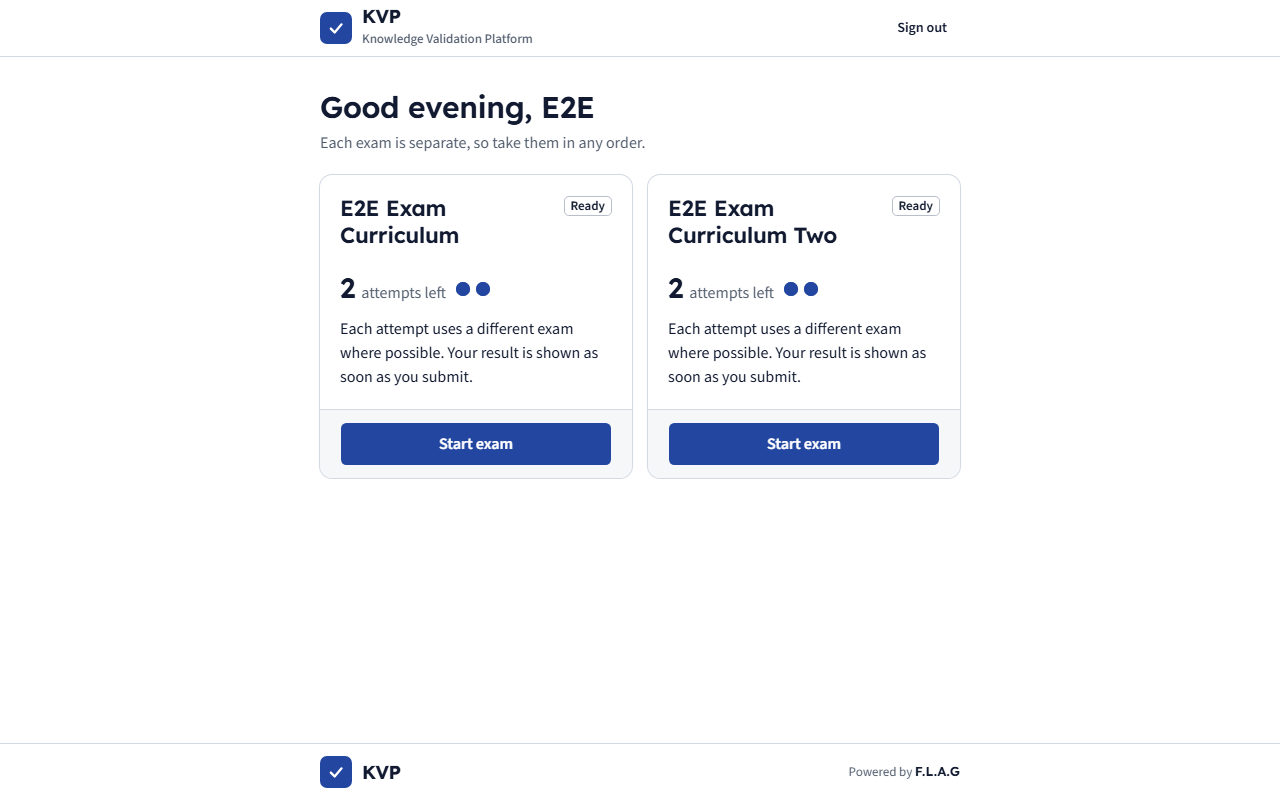 KVP
Knowledge Validation Platform
Sign out
Good evening, E2E
Each exam is separate, so take them in any order.
E2E Exam
Curriculum
Ready
2 attempts left
Each attempt uses a different exam
where possible. Your result is shown as
soon as you submit.
Start exam
E2E Exam
Curriculum Two
Ready
2 attempts left
Each attempt uses a different exam
where possible. Your result is shown as
soon as you submit.
Start exam
KVP
Powered by F.L.A.G